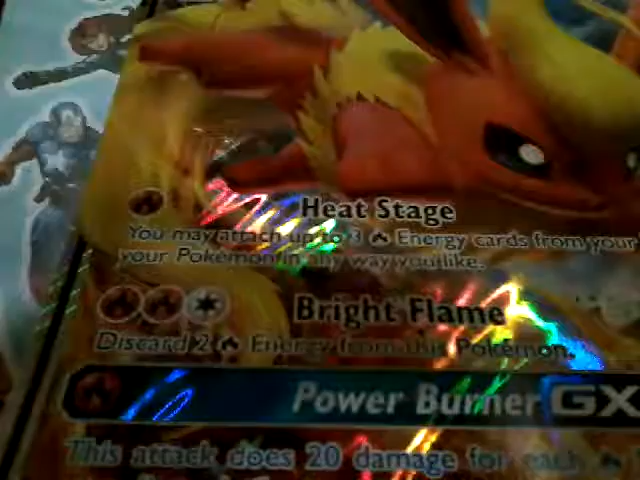 Heat Stage
You may attach up to 3 Energy cards from your
your Pokémon in any way you like.
Bright Flame
Discard 2 Energy from this Pokémon.
Power Burner GX
This attack does 20 damage for each